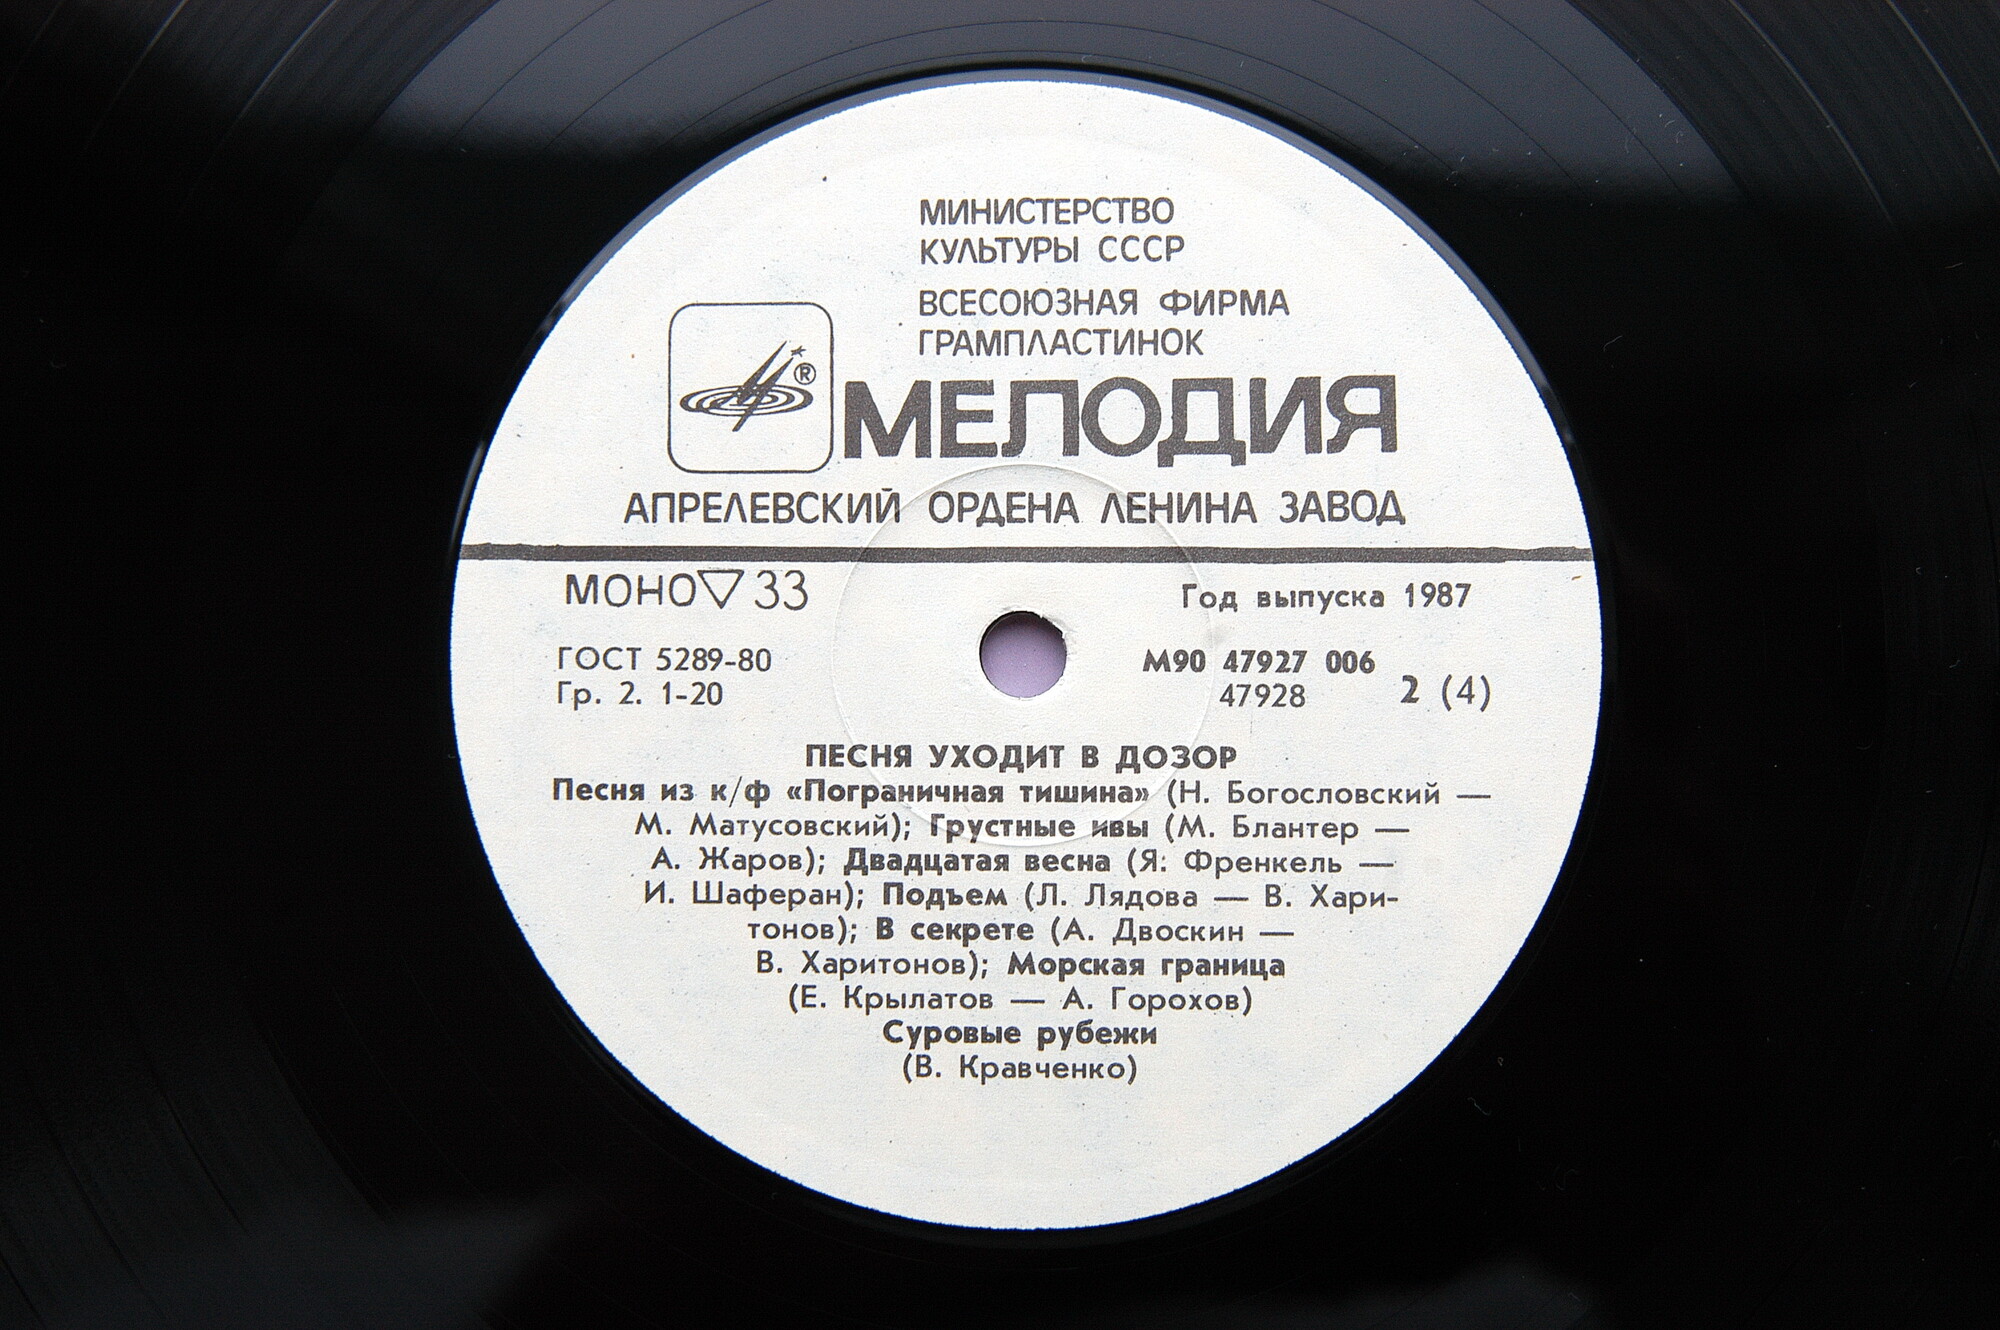 МИНИСТЕРСТВО
КУЛЬТУРЫ СССР
ВСЕСОЮЗНАЯ ФИРМА
ГРАМПЛАСТИНОК
®
МЕЛОДИЯ
АПРЕЛЕВСКИЙ ОРДЕНА ЛЕНИНА ЗАВОД
МОНО ▽ 33
Год выпуска 1987
ГОСТ 5289-80
Гр. 2. 1-20
М90 47927 006
47928 2 (4)
ПЕСНЯ УХОДИТ В ДОЗОР
Песня из к/ф «Пограничная тишина» (Н. Богословский —
М. Матусовский); Грустные ивы (М. Блантер —
А. Жаров); Двадцатая весна (Я: Френкель —
И. Шаферан); Подъем (Л. Лядова — В. Хари-
тонов); В секрете (А. Двоскин —
В. Харитонов); Морская граница
(Е. Крылатов — А. Горохов)
Суровые рубежи
(В. Кравченко)